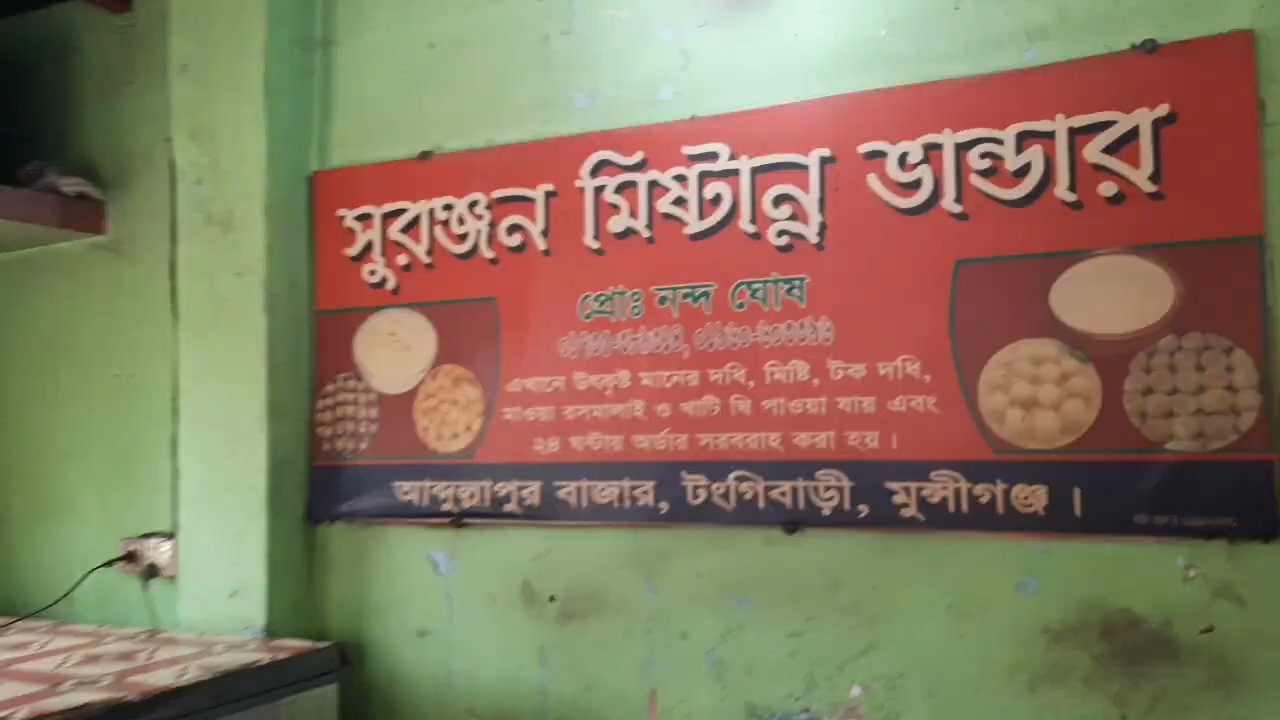 সুরঞ্জন মিষ্টান্ন ভান্ডার
প্রোঃ নন্দ ঘোষ
এখানে উৎকৃষ্ট মানের দধি, মিষ্টি, টক দধি,
মাওয়া রসমালাই ও খাটি ঘি পাওয়া যায় এবং
২৪ ঘন্টায় অর্ডার সরবরাহ করা হয়।
আব্দুল্লাপুর বাজার, টংগিবাড়ী, মুন্সীগঞ্জ।